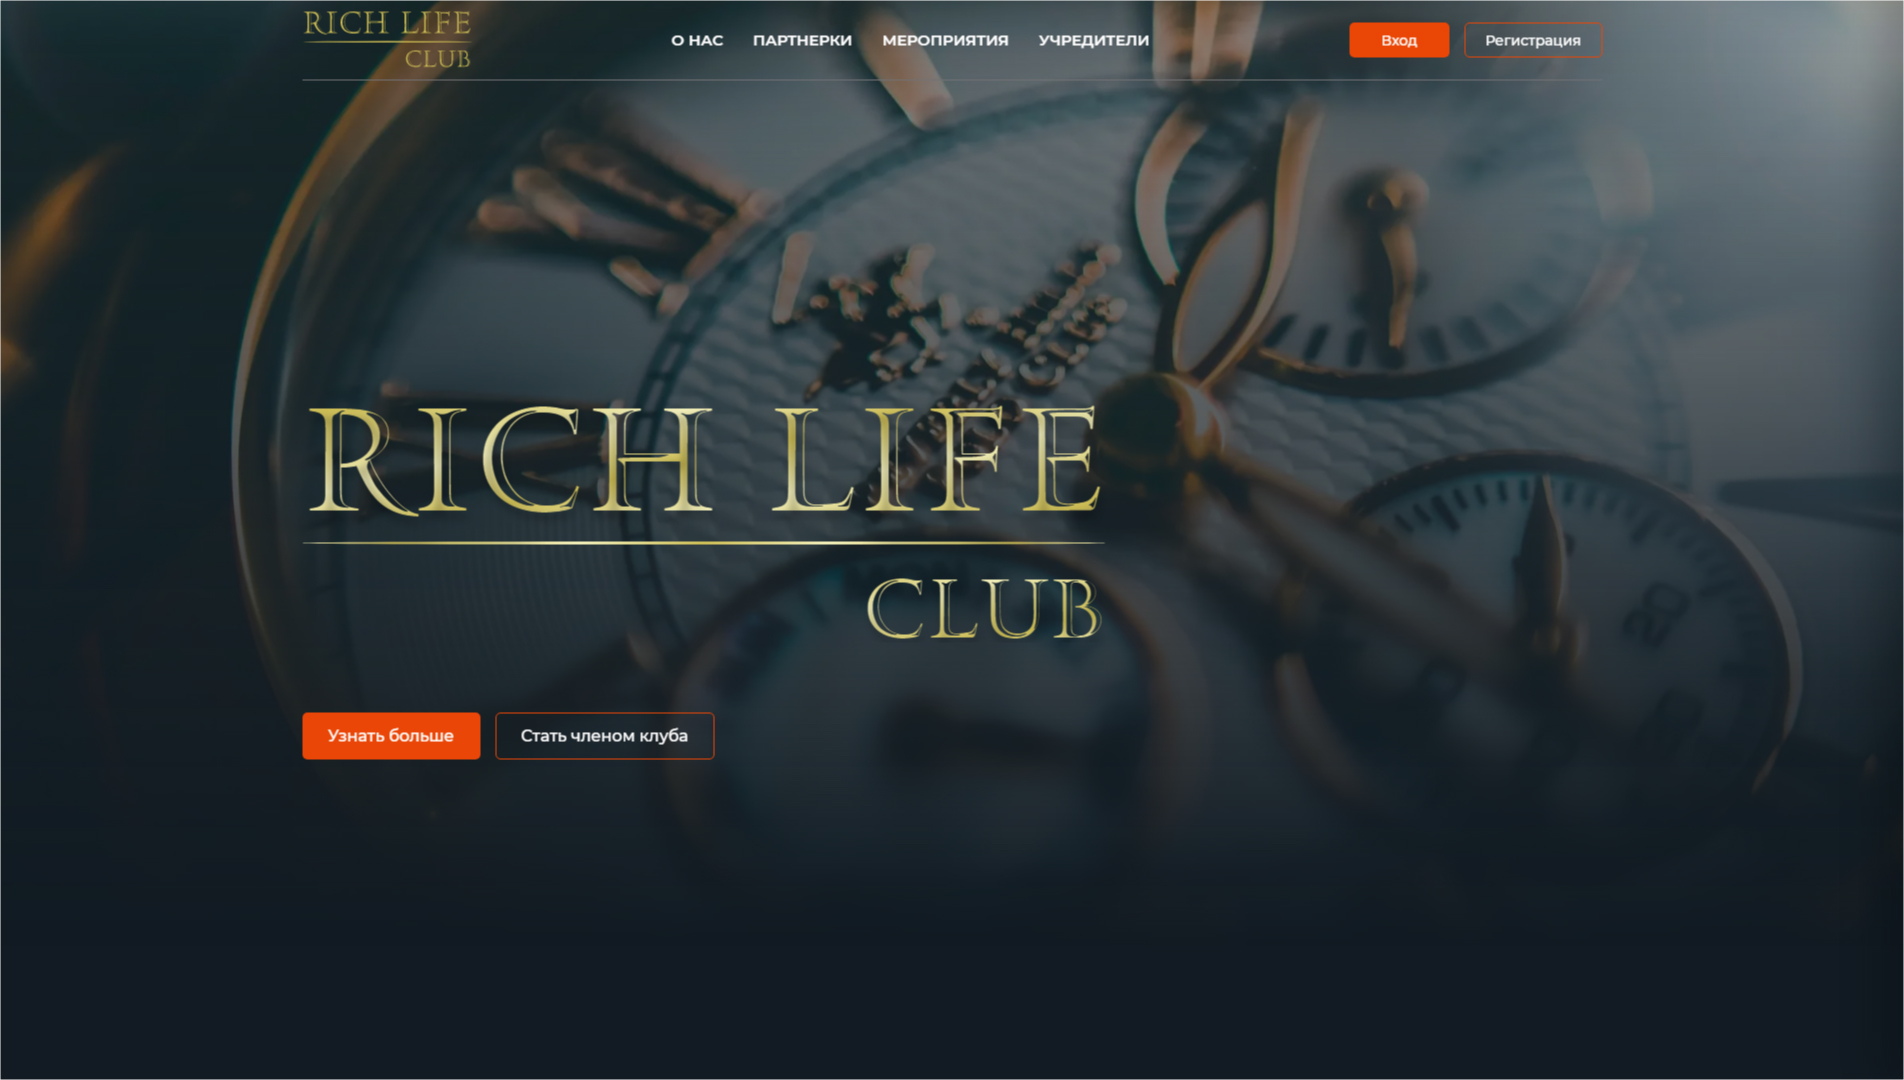 RICH LIFE
CLUB
О НАС ПАРТНЕРКИ МЕРОПРИЯТИЯ УЧРЕДИТЕЛИ
Вход Регистрация
RICH LIFE
CLUB
Узнать больше Стать членом клуба